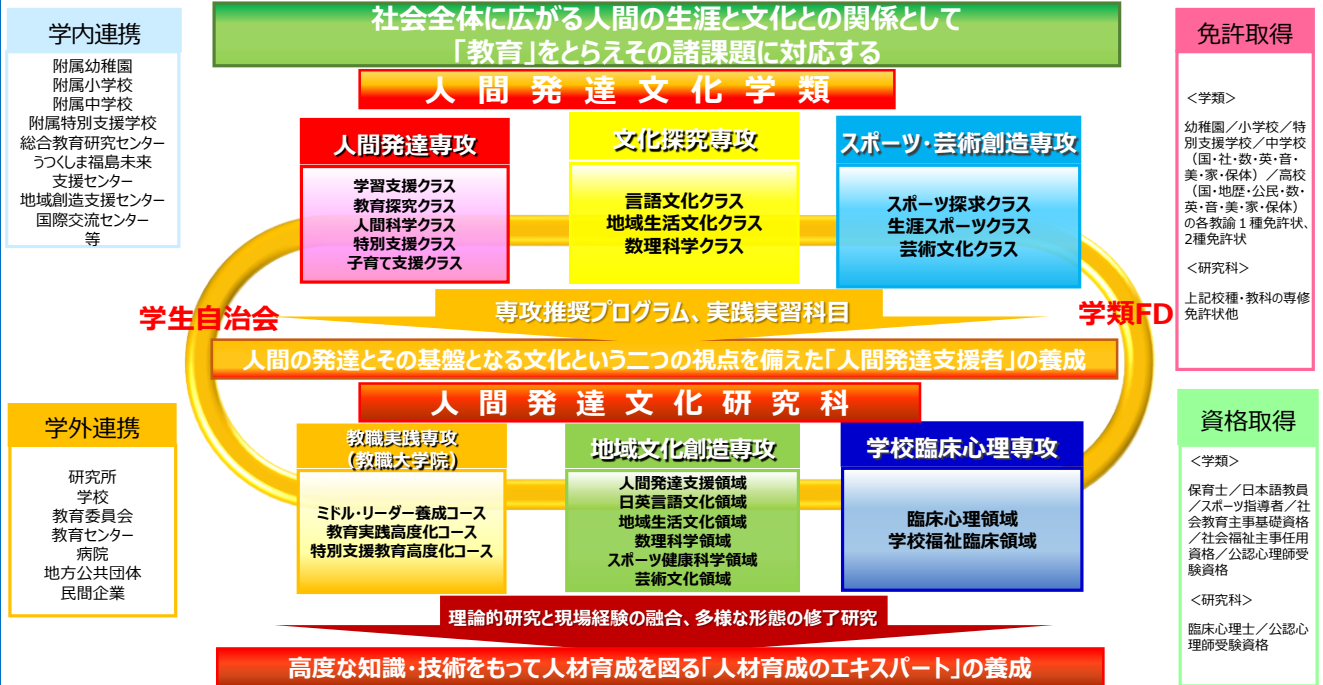 社会全体に広がる人間の生涯と文化との関係として
「教育」をとらえその諸課題に対応する
学内連携
附属幼稚園
附属小学校
附属中学校
附属特別支援学校
総合教育研究センター
うつくしま福島未来
支援センター
地域創造支援センター
国際交流センター
等
人間発達文化学類
人間発達専攻
学習支援クラス
教育探究クラス
人間科学クラス
特別支援クラス
子育て支援クラス
文化探究専攻
言語文化クラス
地域生活文化クラス
数理科学クラス
スポーツ・芸術創造専攻
スポーツ探求クラス
生涯スポーツクラス
芸術文化クラス
免許取得
<学類>
幼稚園/小学校/特
別支援学校/中学校
(国・社・数・英・音・
美・家・保体)/高校
(国・地歴・公民・数・
英・音・美・家・保体)
の各教諭1種免許状、
2種免許状
<研究科>
上記校種・教科の専修
免許状他
学生自治会
専攻推奨プログラム、実践実習科目
学類FD
人間の発達とその基盤となる文化という二つの視点を備えた「人間発達支援者」の養成
人間発達文化研究科
学外連携
研究所
学校
教育委員会
教育センター
病院
地方公共団体
民間企業
教職実践専攻
(教職大学院)
ミドル・リーダー養成コース
教育実践高度化コース
特別支援教育高度化コース
地域文化創造専攻
人間発達支援領域
日英言語文化領域
地域生活文化領域
数理科学領域
スポーツ健康科学領域
芸術文化領域
学校臨床心理専攻
臨床心理領域
学校福祉臨床領域
資格取得
<学類>
保育士/日本語教員
/スポーツ指導者/社
会教育主事基礎資格
/社会福祉主事任用
資格/公認心理師受
験資格
<研究科>
臨床心理士/公認心
理師受験資格
理論的研究と現場経験の融合、多様な形態の修了研究
高度な知識・技術をもって人材育成を図る「人材育成のエキスパート」の養成